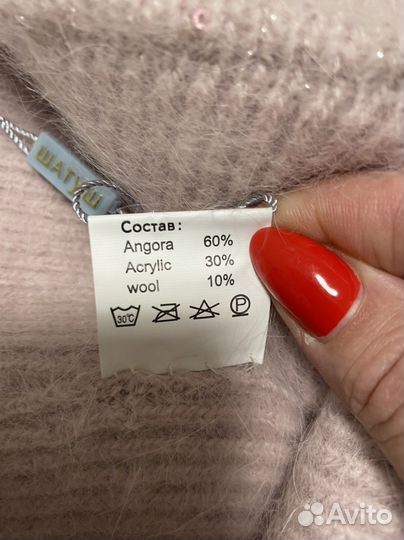 ШАТУШ
Состав:
Angora 60%
Acrylic 30%
wool 10%
30°C
P
Avito